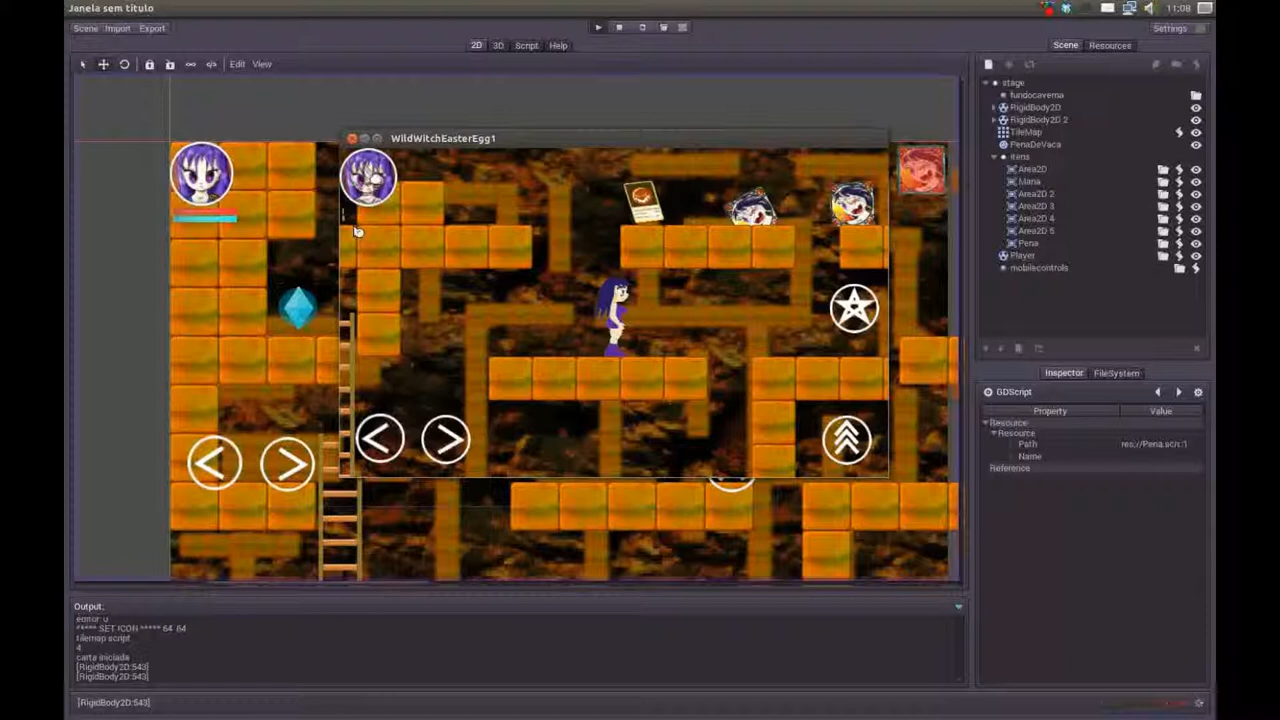 Janela sem título
11:08
Scene Import Export
Settings
2D 3D Script Help
Scene Resources
Edit View
stage
fundocaverna
RigidBody2D
RigidBody2D 2
TileMap
PenaDeVaca
itens
Area2D
Mana
Area2D 2
Area2D 3
Area2D 4
Area2D 5
Pena
Player
mobilecontrols
WildWitchEasterEgg1
Inspector FileSystem
GDScript
Property Value
Resource
Resource
Path
Name
Reference
Output:
editor: 0
***** SET ICON ***** 64 64
tilemap script
4
carta iniciada
[RigidBody2D:543]
[RigidBody2D:543]
[RigidBody2D:543]